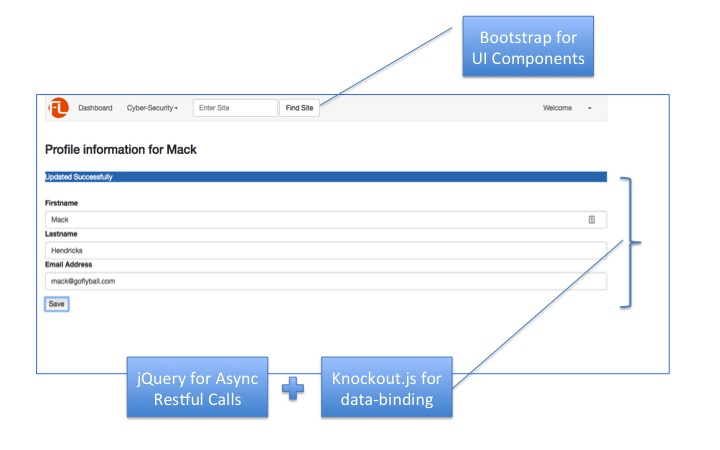 Bootstrap for
UI Components
FL Dashboard Cyber-Security Enter Site Find Site Welcome
Profile information for Mack
Updated Successfully
Firstname
Mack
Lastname
Hendricks
Email Address
mack@goflyball.com
Save
jQuery for Async
Restful Calls
Knockout.js for
data-binding